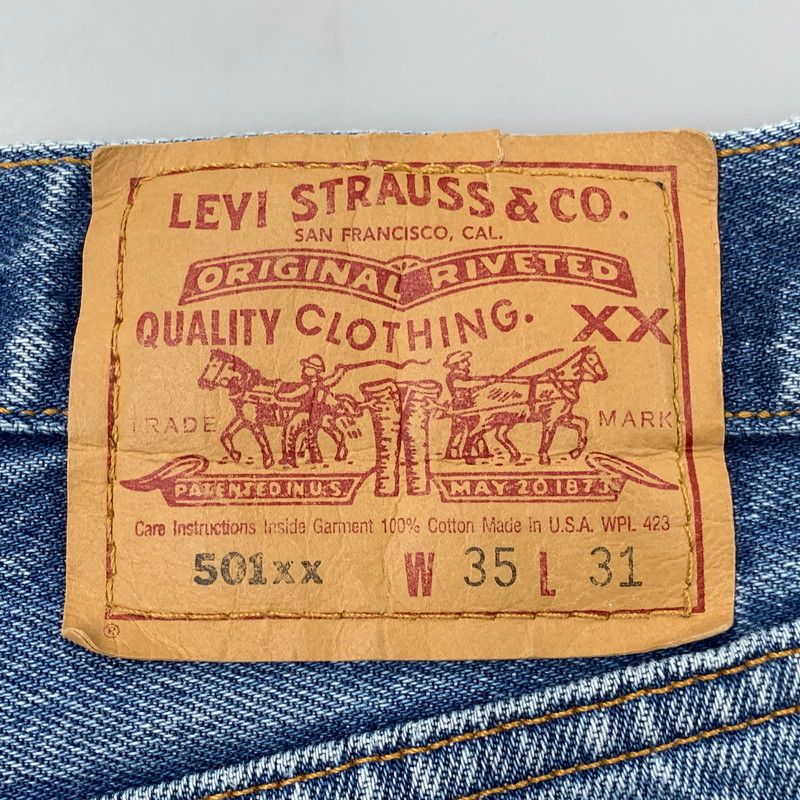 LEVI STRAUSS & CO.
SAN FRANCISCO, CAL.
ORIGINAL RIVETED
QUALITY CLOTHING. XX
TRADE MARK
PATENTED IN U.S. MAY 20 1873
Care Instructions Inside Garment 100% Cotton Made in U.S.A. WPL 423
501xx W 35 L 31
®